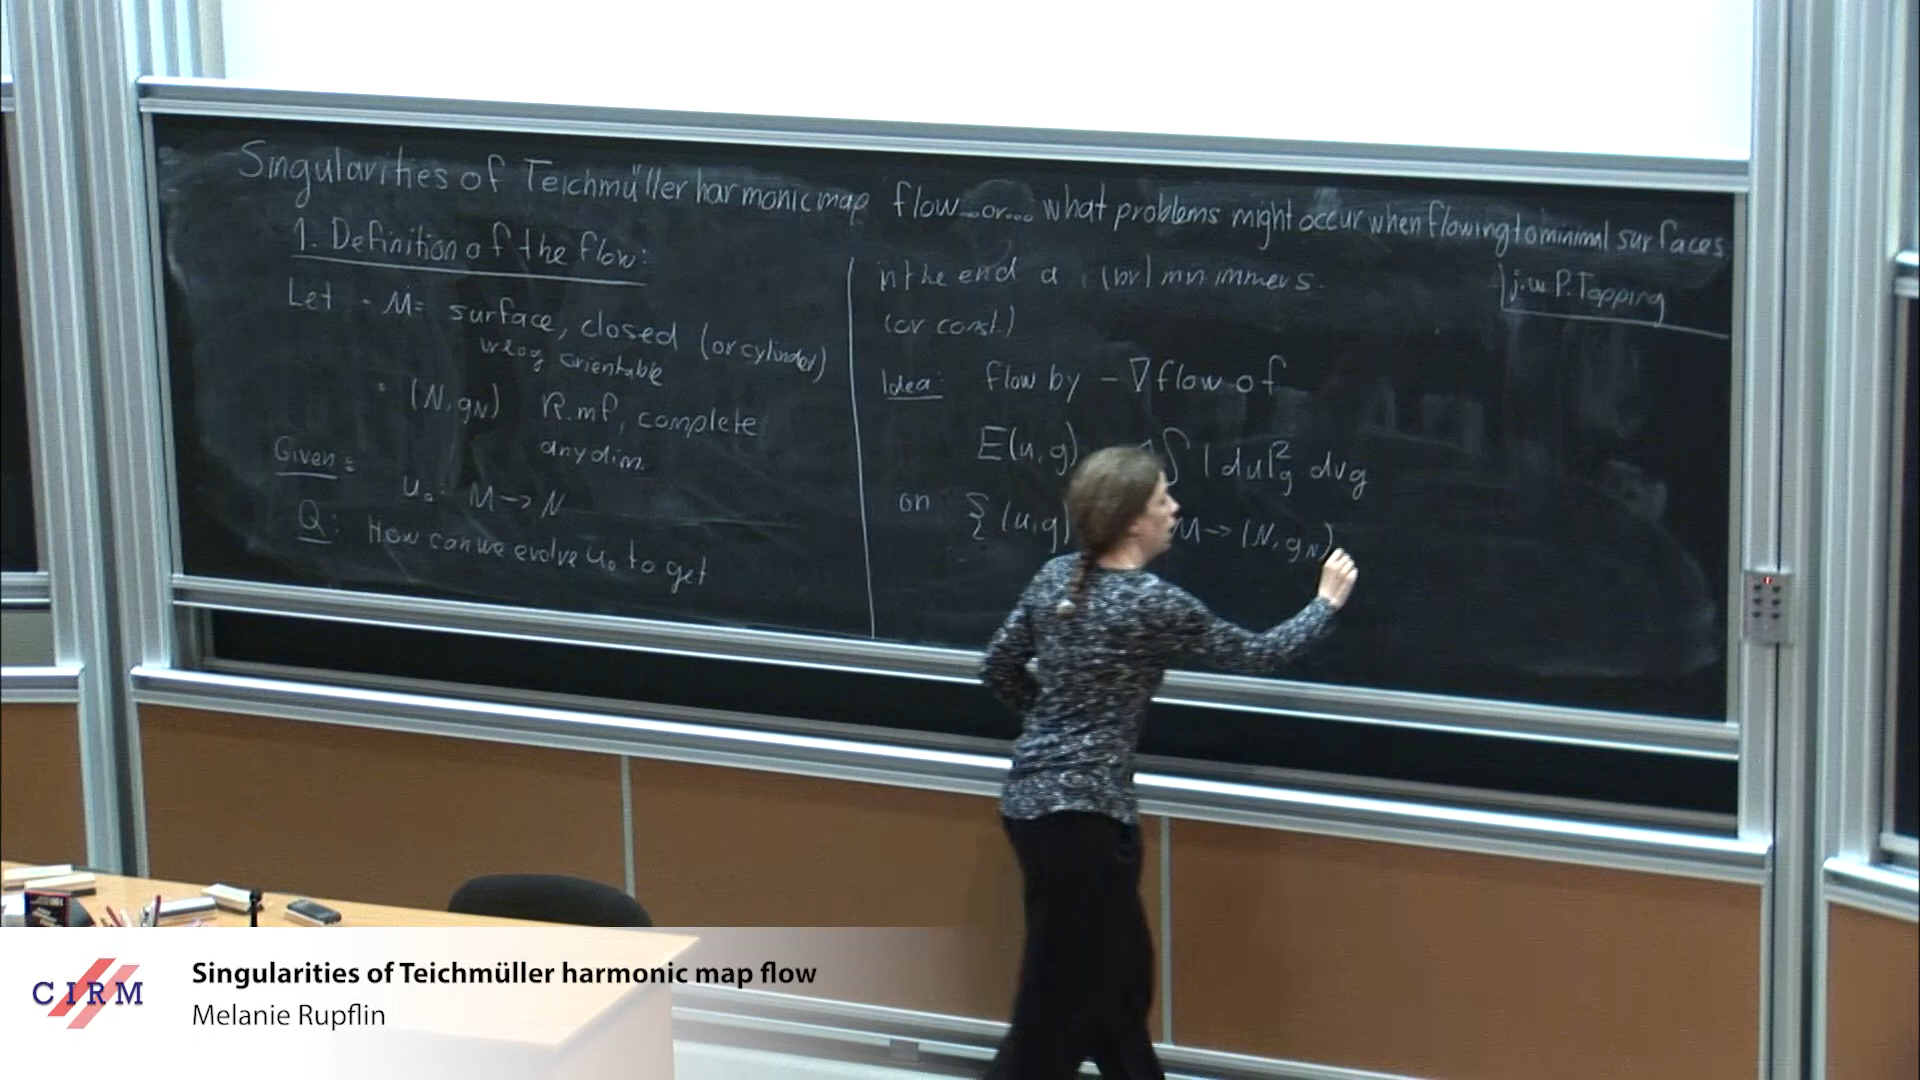 Singularities of Teichmüller harmonic map flow...or... what problems might occur when flowing to minimal surfaces
j.w P. Topping
1. Definition of the flow:
Let - M = surface, closed (or cylinder)
wlog orientable
(N, gN) R.mf, complete
any dim
Given:
u₀: M → N
Q: How can we evolve u₀ to get
in the end a (br) min immers.
(or const.)
Idea: flow by - ∇ flow of
E(u, g) ∫ |du|²g dvg
on {(u, g) M → (N, gN)
CIRM
Singularities of Teichmüller harmonic map flow
Melanie Rupflin